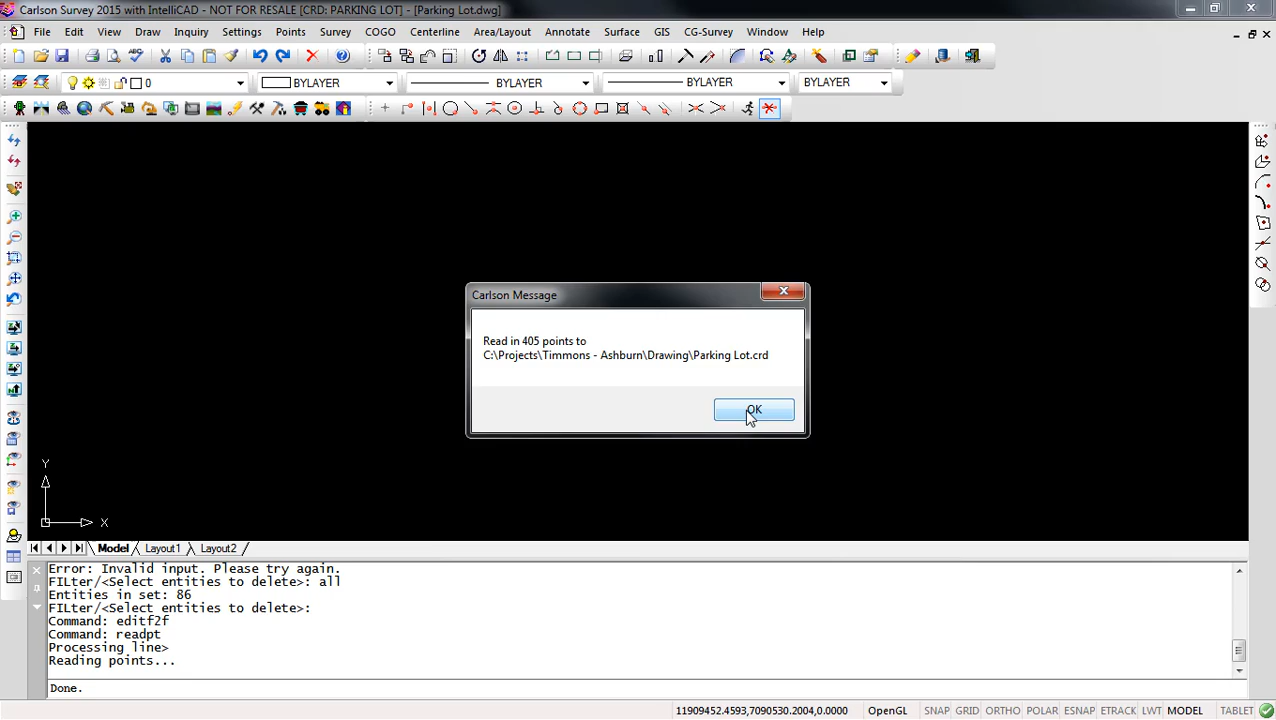 Carlson Survey 2015 with IntelliCAD - NOT FOR RESALE [CRD: PARKING LOT] - [Parking Lot.dwg]
File Edit View Draw Inquiry Settings Points Survey COGO Centerline Area/Layout Annotate Surface GIS CG-Survey Window Help
0 BYLAYER BYLAYER BYLAYER BYLAYER
Carlson Message
Read in 405 points to
C:\Projects\Timmons - Ashburn\Drawing\Parking Lot.crd
OK
Y
X
Model Layout1 Layout2
Error: Invalid input. Please try again.
FILter/<Select entities to delete>: all
Entities in set: 86
FILter/<Select entities to delete>:
Command: editf2f
Command: readpt
Processing line>
Reading points...
Done.
11909452.4593,7090530.2004,0.0000 OpenGL SNAP GRID ORTHO POLAR ESNAP ETRACK LWT MODEL TABLET